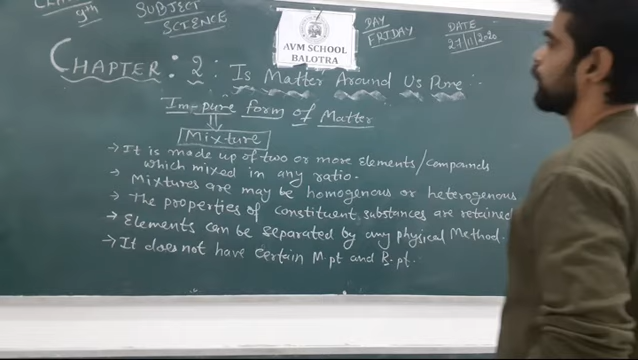 CLASS
9th
SUBJECT
SCIENCE
AVM SCHOOL
BALOTRA
DAY
FRIDAY
DATE
27/11/2020
CHAPTER : 2 : Is Matter Around Us Pure :-
Im-pure form of Matter
Mixture
→ It is made up of two or more Elements/compounds
which mixed in any ratio.
→ Mixtures are may be homogenous or heterogenous
→ The properties of constituent substances are retained
→ Elements can be separated by any physical Method.
→ It does not have certain M.pt and B.pt.